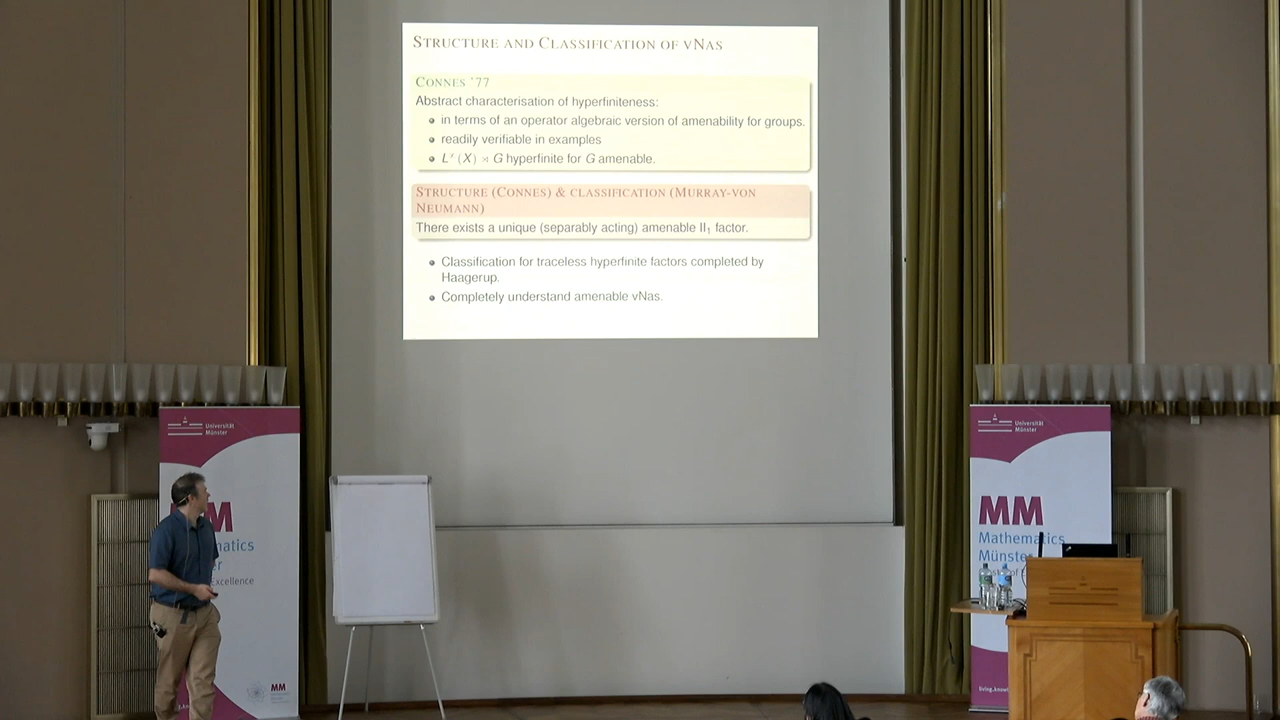 STRUCTURE AND CLASSIFICATION OF VNAS
CONNES '77
Abstract characterisation of hyperfiniteness:
• in terms of an operator algebraic version of amenability for groups.
• readily verifiable in examples
• (X) ⋊ G hyperfinite for G amenable.
STRUCTURE (CONNES) & CLASSIFICATION (MURRAY-VON
NEUMANN)
There exists a unique (separably acting) amenable II₁ factor.
• Classification for traceless hyperfinite factors completed by
Haagerup.
• Completely understand amenable vNas.
Universität
Münster
M
Excellence
MM
Universität
Münster
MM
Mathematics
Münster